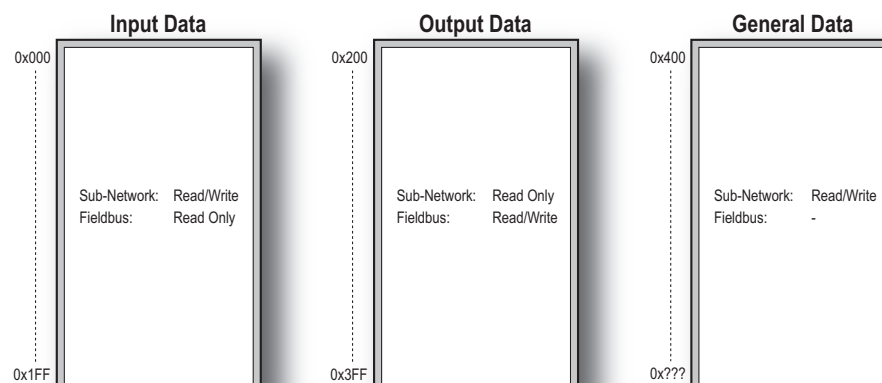 Input Data
0x000
Sub-Network: Read/Write
Fieldbus: Read Only
0x1FF
Output Data
0x200
Sub-Network: Read Only
Fieldbus: Read/Write
0x3FF
General Data
0x400
Sub-Network: Read/Write
Fieldbus: -
0x???